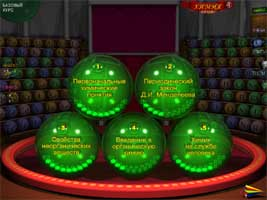 БАЗОВЫЙ
КУРС
ХИМИЯ
•1•
Первоначальные
химические
понятия
•2•
Периодический
закон
Д.И. Менделеева
•3•
Свойства
неорганических
веществ
•4•
Введение в
органическую
химию
•5•
Химия
на службе
человека